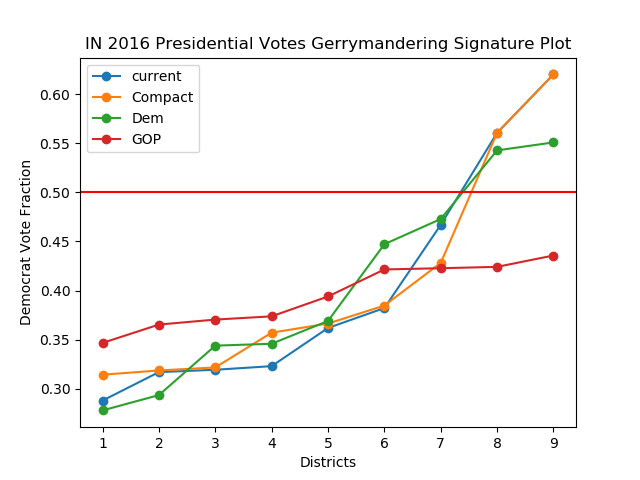 IN 2016 Presidential Votes Gerrymandering Signature Plot
current
Compact
Dem
GOP
Democrat Vote Fraction
0.60
0.55
0.50
0.45
0.40
0.35
0.30
1 2 3 4 5 6 7 8 9
Districts